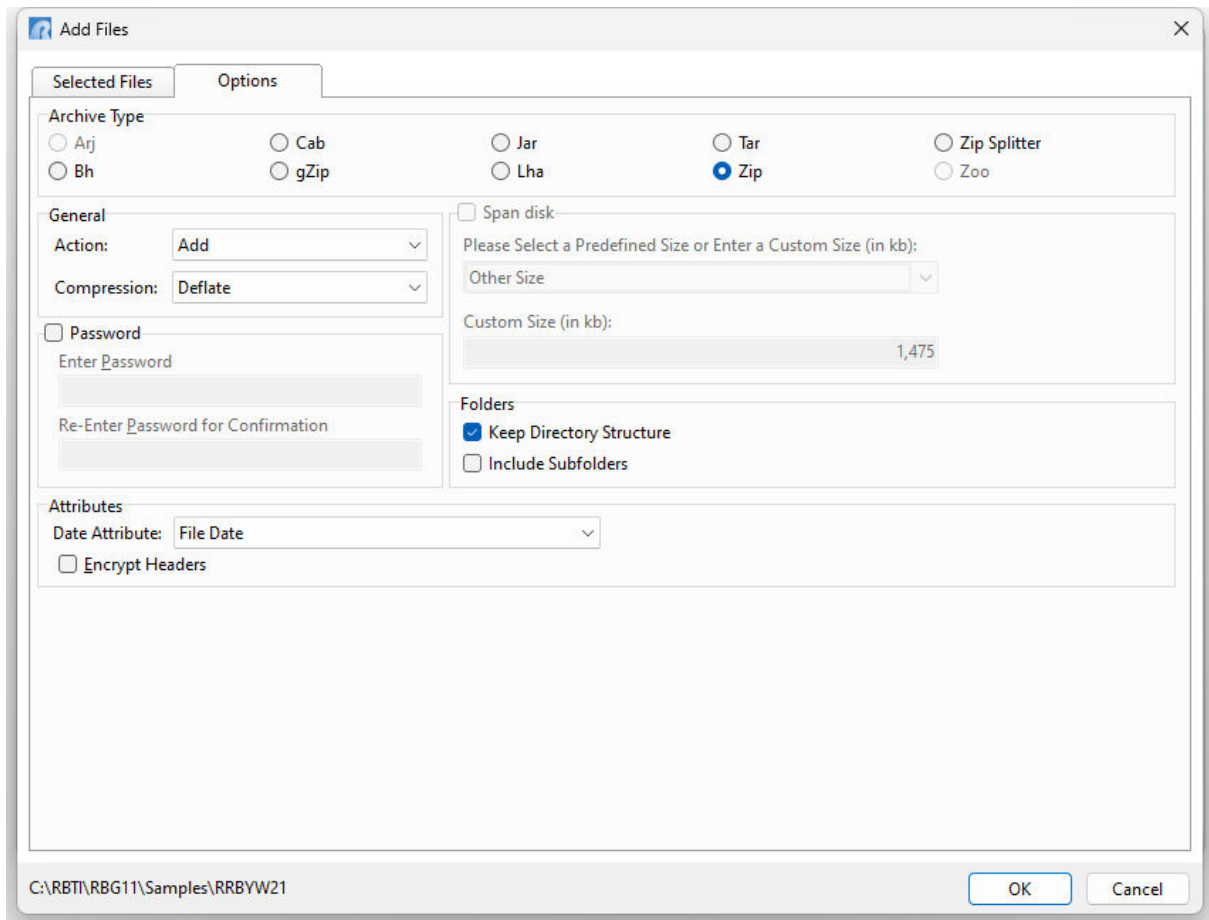 Add Files
Selected Files Options
Archive Type
Arj Cab Jar Tar Zip Splitter
Bh gZip Lha Zip Zoo
General
Action: Add
Compression: Deflate
Span disk
Please Select a Predefined Size or Enter a Custom Size (in kb):
Other Size
Custom Size (in kb):
1,475
Password
Enter Password
Re-Enter Password for Confirmation
Folders
Keep Directory Structure
Include Subfolders
Attributes
Date Attribute: File Date
Encrypt Headers
C:\RBTI\RBG11\Samples\RRBYW21 OK Cancel